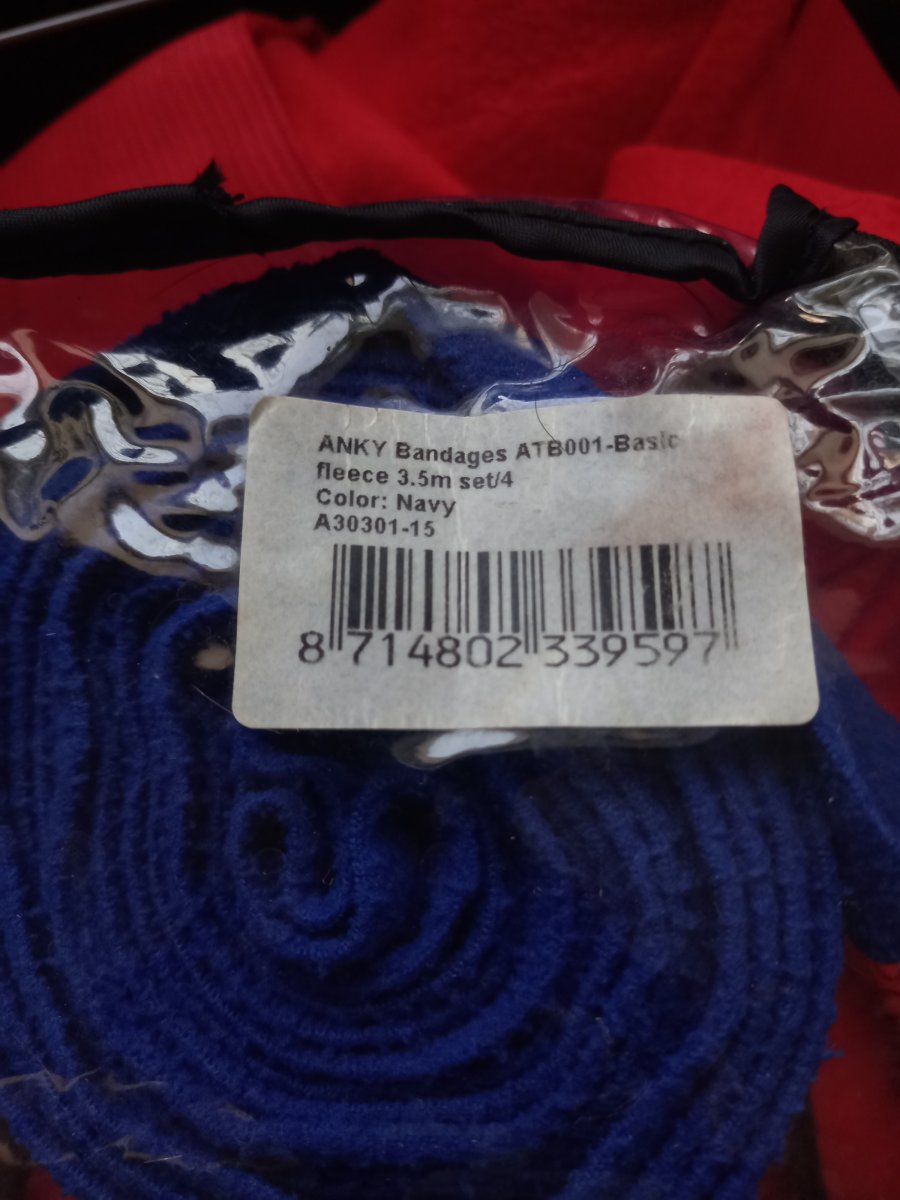 ANKY Bandages ATB001-Basic
fleece 3.5m set/4
Color: Navy
A30301-15
8 714802 339597